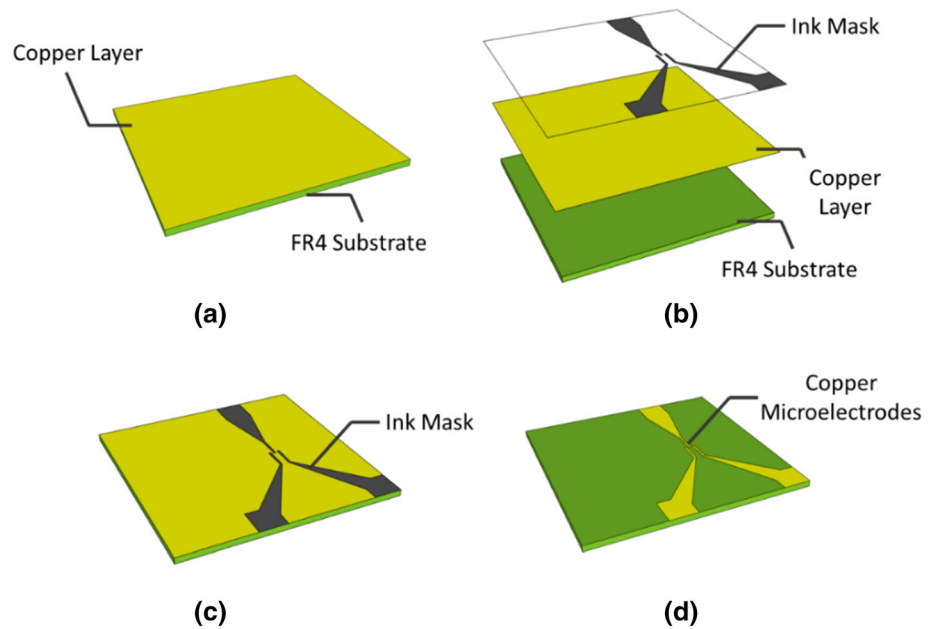 Copper Layer
FR4 Substrate
(a)
Ink Mask
Copper
Layer
FR4 Substrate
(b)
Ink Mask
(c)
Copper
Microelectrodes
(d)